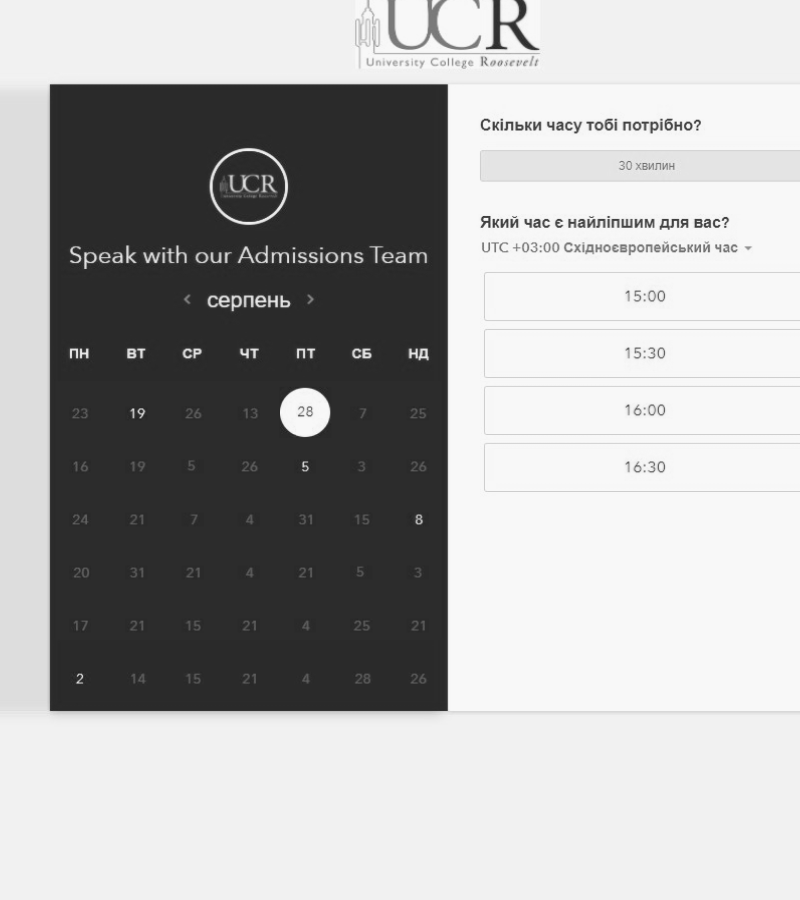 UCR
University College Roosevelt
UCR
Speak with our Admissions Team
< серпень >
ПН ВТ СР ЧТ ПТ СБ НД
23 19 26 13 28 7 25
16 19 5 26 5 3 26
24 21 7 4 31 15 8
20 31 21 4 21 5 3
17 21 15 21 4 25 21
2 14 15 21 4 28 26
Скільки часу тобі потрібно?
30 хвилин
Який час є найліпшим для вас?
UTC +03:00 Східноєвропейський час
15:00
15:30
16:00
16:30